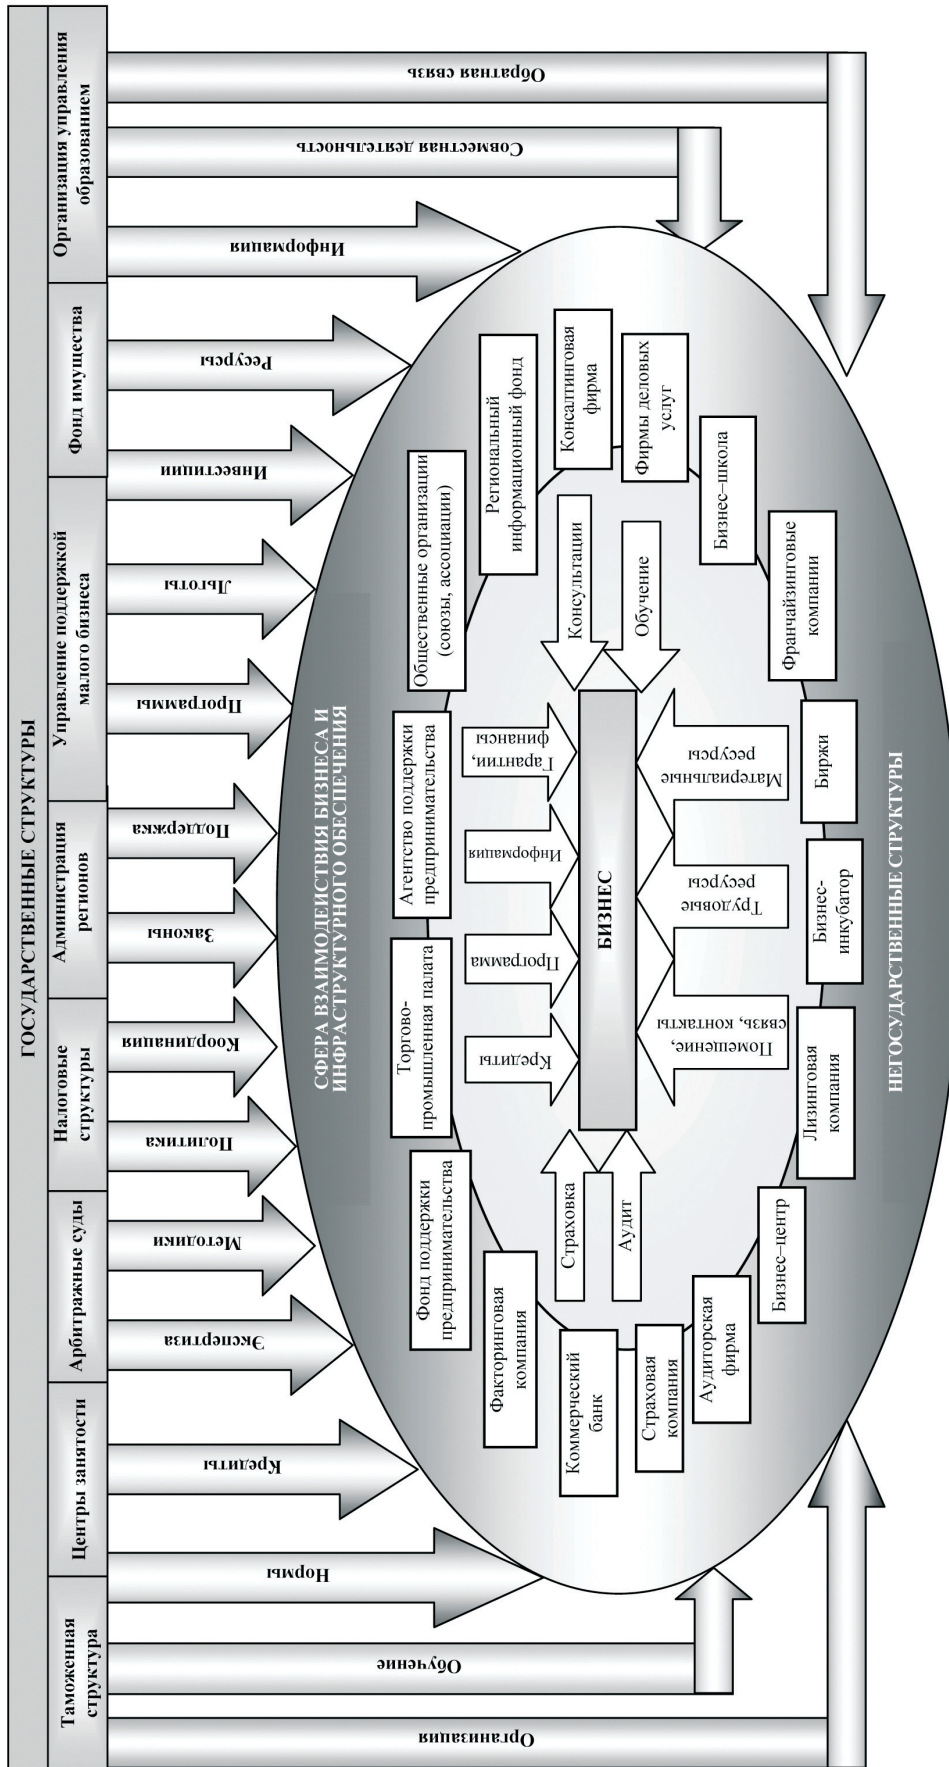 ГОСУДАРСТВЕННЫЕ СТРУКТУРЫ
Таможенная
структура
Центры занятости
Арбитражные суды
Налоговые
структуры
Администрация
регионов
Управление поддержкой
малого бизнеса
Фонд имущества
Организация управления
образованием
Организация
Обучение
Нормы
Кредиты
Экспертиза
Методики
Политика
Координация
Законы
Поддержка
Программы
Льготы
Инвестиции
Ресурсы
Информация
Совместная деятельность
Обратная связь
СФЕРА ВЗАИМОДЕЙСТВИЯ БИЗНЕСА И
ИНФРАСТРУКТУРНОГО ОБЕСПЕЧЕНИЯ
Коммерческий
банк
Факторинговая
компания
Фонд поддержки
предпринимательства
Торгово-
промышленная палата
Агентство поддержки
предпринимательства
Общественные организации
(союзы, ассоциации)
Региональный
информационный фонд
Консалтинговая
фирма
Фирмы деловых
услуг
Бизнес–школа
Франчайзинговые
компании
Биржи
Бизнес-
инкубатор
Лизинговая
компания
Бизнес–центр
Аудиторская
фирма
Страховая
компания
Страховка
Аудит
Кредиты
Программа
Информация
Гарантии,
финансы
Консультации
Обучение
БИЗНЕС
Помещение,
связь, контакты
Трудовые
ресурсы
Материальные
ресурсы
НЕГОСУДАРСТВЕННЫЕ СТРУКТУРЫ